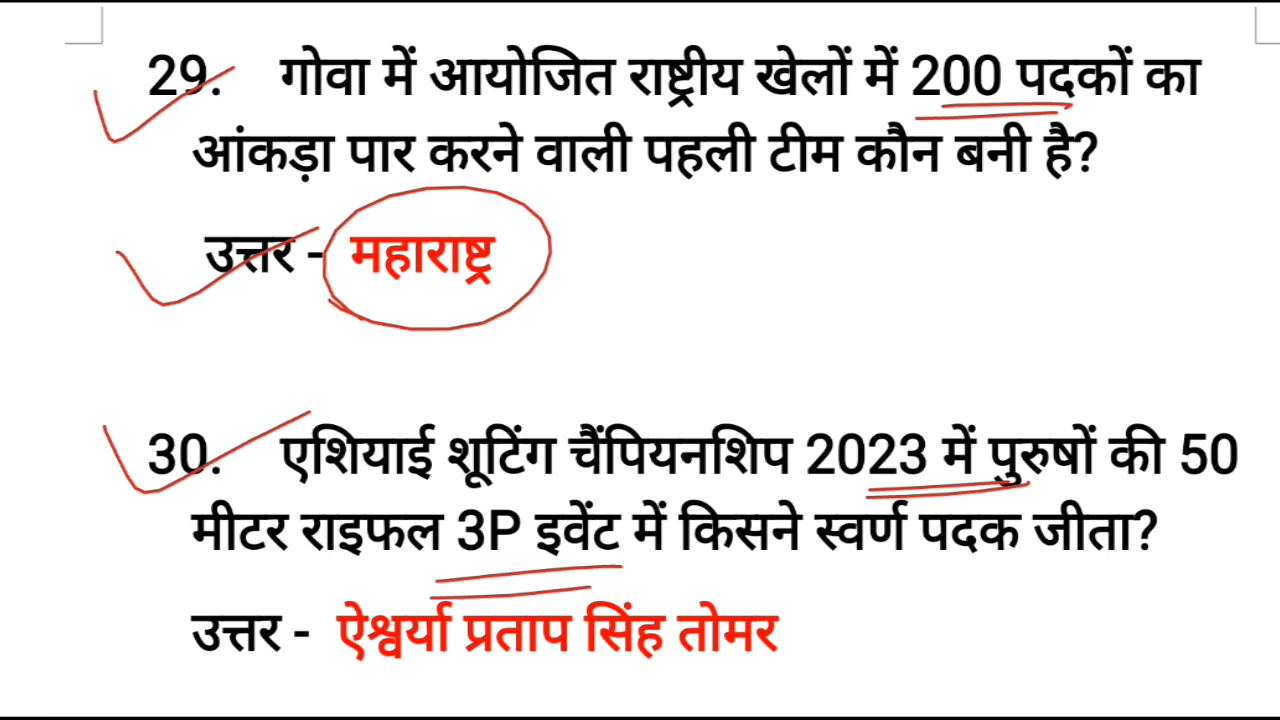 29. गोवा में आयोजित राष्ट्रीय खेलों में 200 पदकों का
आंकड़ा पार करने वाली पहली टीम कौन बनी है?
उत्तर - महाराष्ट्र
30. एशियाई शूटिंग चैंपियनशिप 2023 में पुरुषों की 50
मीटर राइफल 3P इवेंट में किसने स्वर्ण पदक जीता?
उत्तर - ऐश्वर्या प्रताप सिंह तोमर